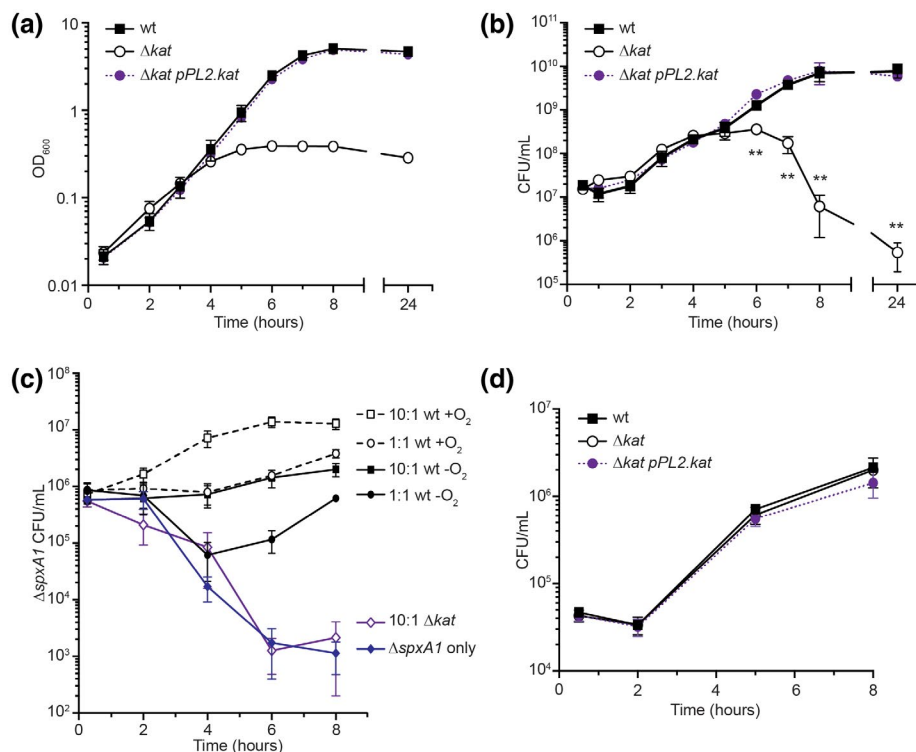 (a)
wt
Δkat
Δkat pPL2.kat
10
1
0.1
0.01
OD600
0 2 4 6 8 24
Time (hours)
(b)
wt
Δkat
Δkat pPL2.kat
10^10
10^9
10^8
10^7
10^6
10^5
10^11
CFU/mL
**
**
**
**
0 2 4 6 8 24
Time (hours)
(c)
10^8
10^7
10^6
10^5
10^4
10^3
10^2
ΔspxA1 CFU/mL
10:1 wt +O2
1:1 wt +O2
10:1 wt -O2
1:1 wt -O2
10:1 Δkat
ΔspxA1 only
0 2 4 6 8
Time (hours)
(d)
wt
Δkat
Δkat pPL2.kat
10^7
10^6
10^5
10^4
CFU/mL
0 2 4 6 8
Time (hours)